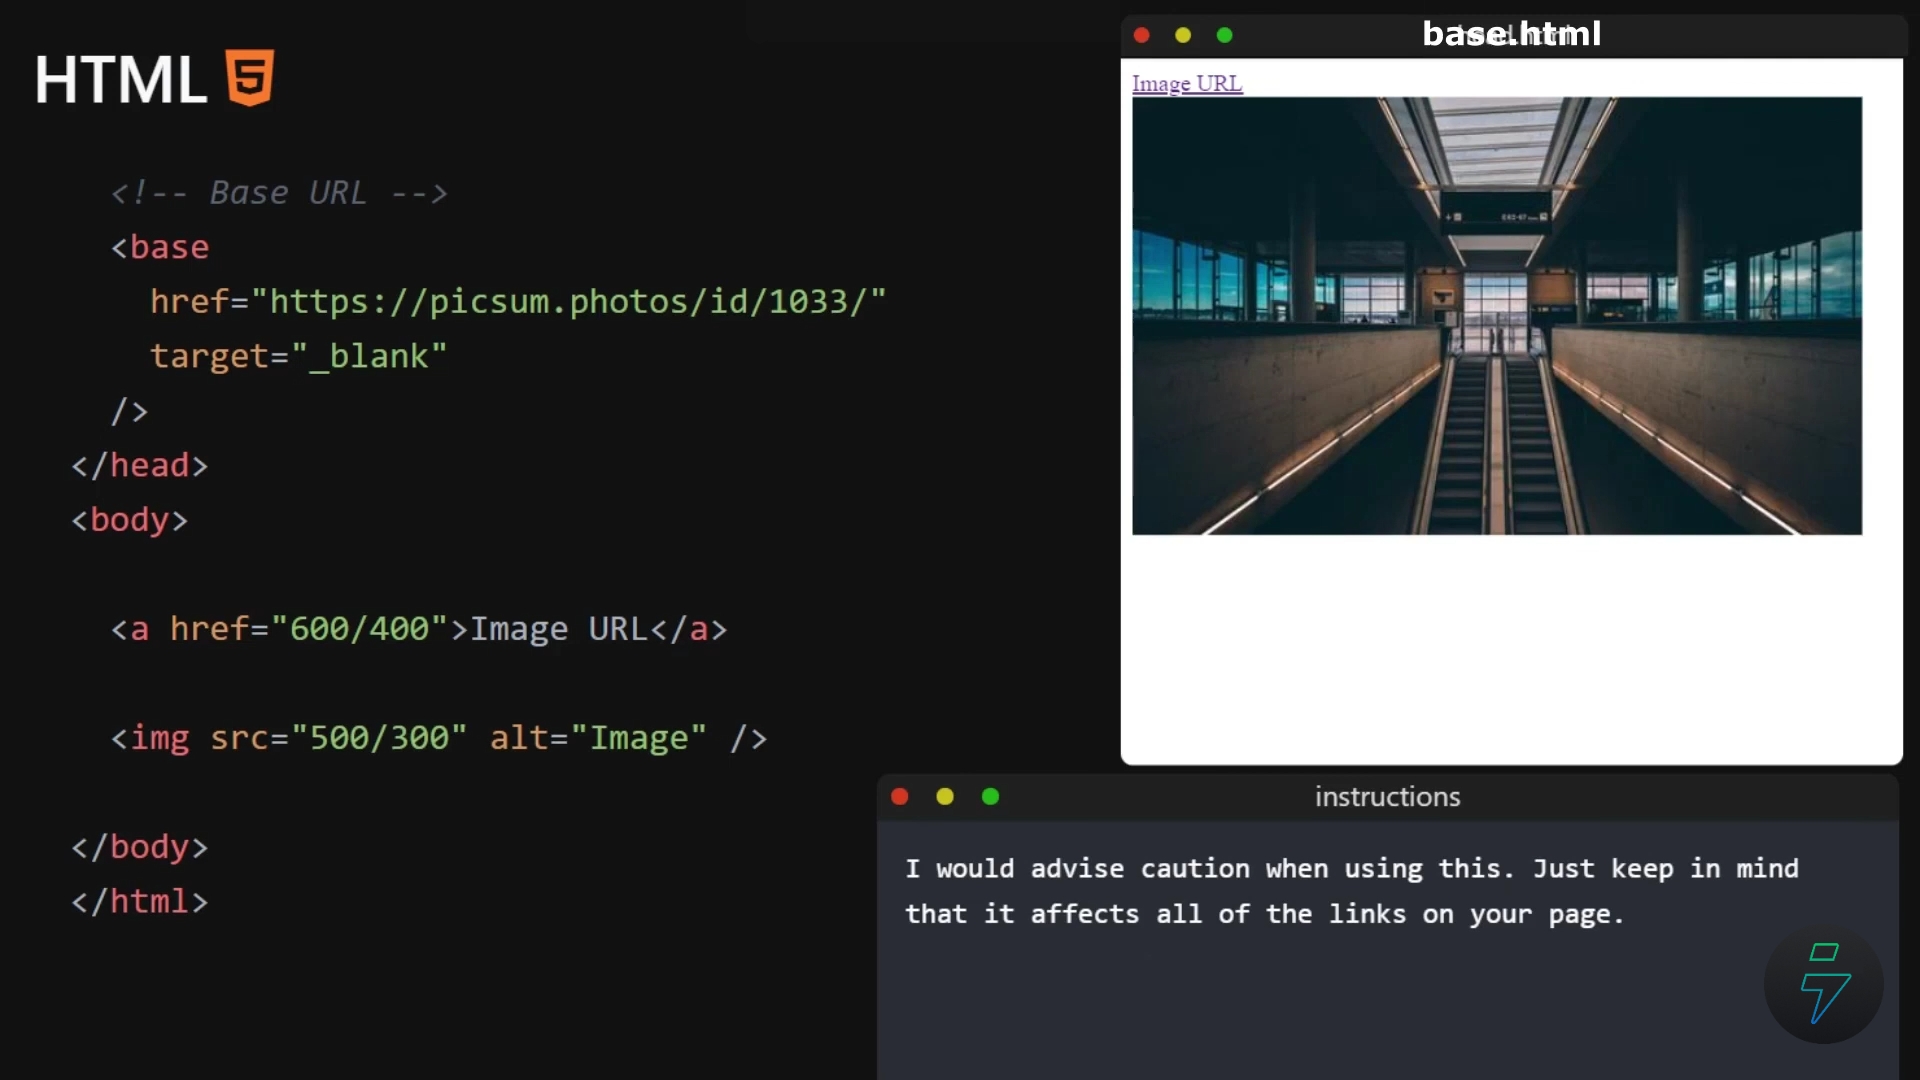 HTML
<!-- Base URL -->
<base
href="https://picsum.photos/id/1033/"
target="_blank"
/>
</head>
<body>
<a href="600/400">Image URL</a>
<img src="500/300" alt="Image" />
</body>
</html>
base.html
Image URL
instructions
I would advise caution when using this. Just keep in mind
that it affects all of the links on your page.